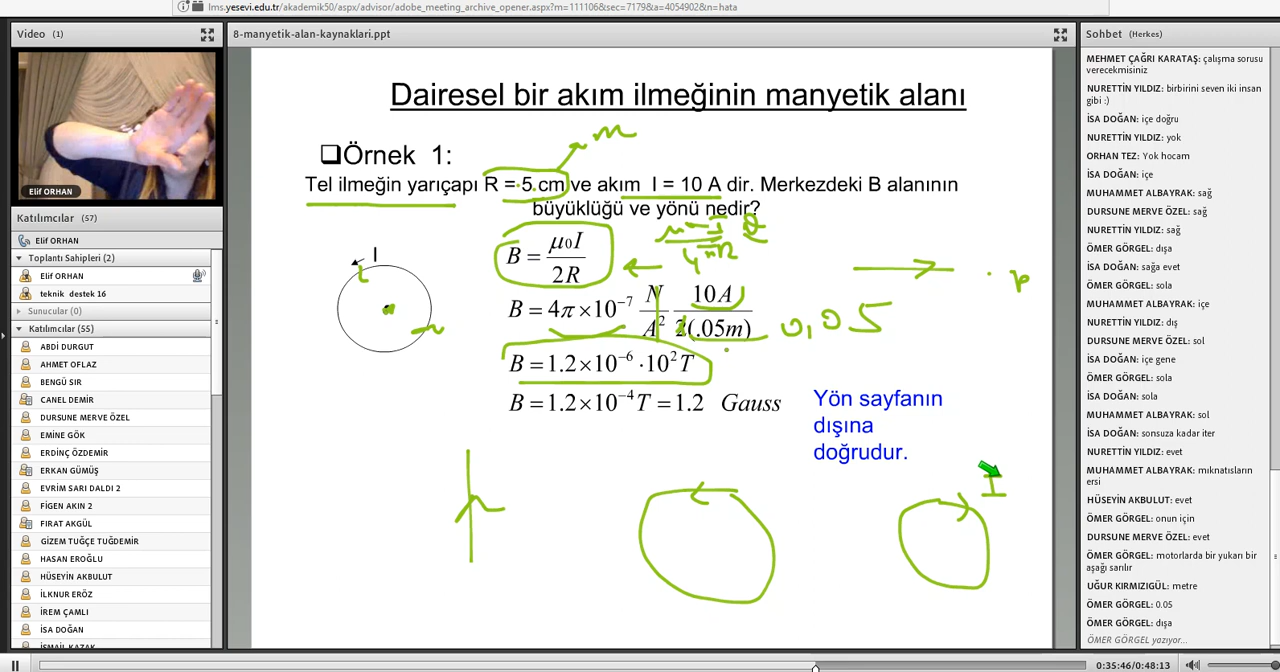 lms.yesevi.edu.tr/akademik50/aspx/advisor/adobe_meeting_archive_opener.aspx?m=111106&sec=7179&a=4054902&n=hata
Video (1)
Elif ORHAN
Katılımcılar (57)
Elif ORHAN
Toplantı Sahipleri (2)
Elif ORHAN
teknik destek 16
Sunucular (0)
Katılımcılar (55)
ABDİ DURGUT
AHMET OFLAZ
BENGÜ SIR
CANEL DEMİR
DURSUNE MERVE ÖZEL
EMİNE GÖK
ERDİNÇ ÖZDEMİR
ERKAN GÜMÜŞ
EVRİM SARI DALDI 2
FİGEN AKIN 2
FIRAT AKGÜL
GİZEM TUĞÇE TUĞDEMİR
HASAN EROĞLU
HÜSEYİN AKBULUT
İLKNUR ERÖZ
İREM ÇAMLI
İSA DOĞAN
İSMAİL KAZAK
8-manyetik-alan-kaynaklari.ppt
Dairesel bir akım ilmeğinin manyetik alanı
m
❑Örnek 1:
Tel ilmeğin yarıçapı R = 5 cm ve akım I = 10 A dir. Merkezdeki B alanının
büyüklüğü ve yönü nedir?
I
B = μ0I / 2R
B = 4π×10⁻⁷ N/A² 10A / 2(.05m)
0,05
p
B = 1.2×10⁻⁶ ·10² T
B = 1.2×10⁻⁴ T = 1.2 Gauss
Yön sayfanın
dışına
doğrudur.
I
Sohbet (Herkes)
MEHMET ÇAĞRI KARATAŞ: çalışma sorusu
verecekmisiniz
NURETTİN YILDIZ: birbirini seven iki insan
gibi :)
İSA DOĞAN: içe doğru
NURETTİN YILDIZ: yok
ORHAN TEZ: Yok hocam
İSA DOĞAN: içe
MUHAMMET ALBAYRAK: sağ
DURSUNE MERVE ÖZEL: sağ
NURETTİN YILDIZ: sağ
ÖMER GÖRGEL: dışa
İSA DOĞAN: sağa evet
ÖMER GÖRGEL: sola
MUHAMMET ALBAYRAK: içe
NURETTİN YILDIZ: dış
DURSUNE MERVE ÖZEL: sol
İSA DOĞAN: içe gene
ÖMER GÖRGEL: sola
İSA DOĞAN: sola
MUHAMMET ALBAYRAK: sol
İSA DOĞAN: sonsuza kadar iter
NURETTİN YILDIZ: evet
MUHAMMET ALBAYRAK: mıknatısların
ersi
HÜSEYİN AKBULUT: evet
ÖMER GÖRGEL: onun için
DURSUNE MERVE ÖZEL: evet
ÖMER GÖRGEL: motorlarda bir yukarı bir
aşağı sarılır
UĞUR KIRMIZIGÜL: metre
ÖMER GÖRGEL: 0.05
ÖMER GÖRGEL: dışa
ÖMER GÖRGEL yazıyor...
0:35:46/0:48:13